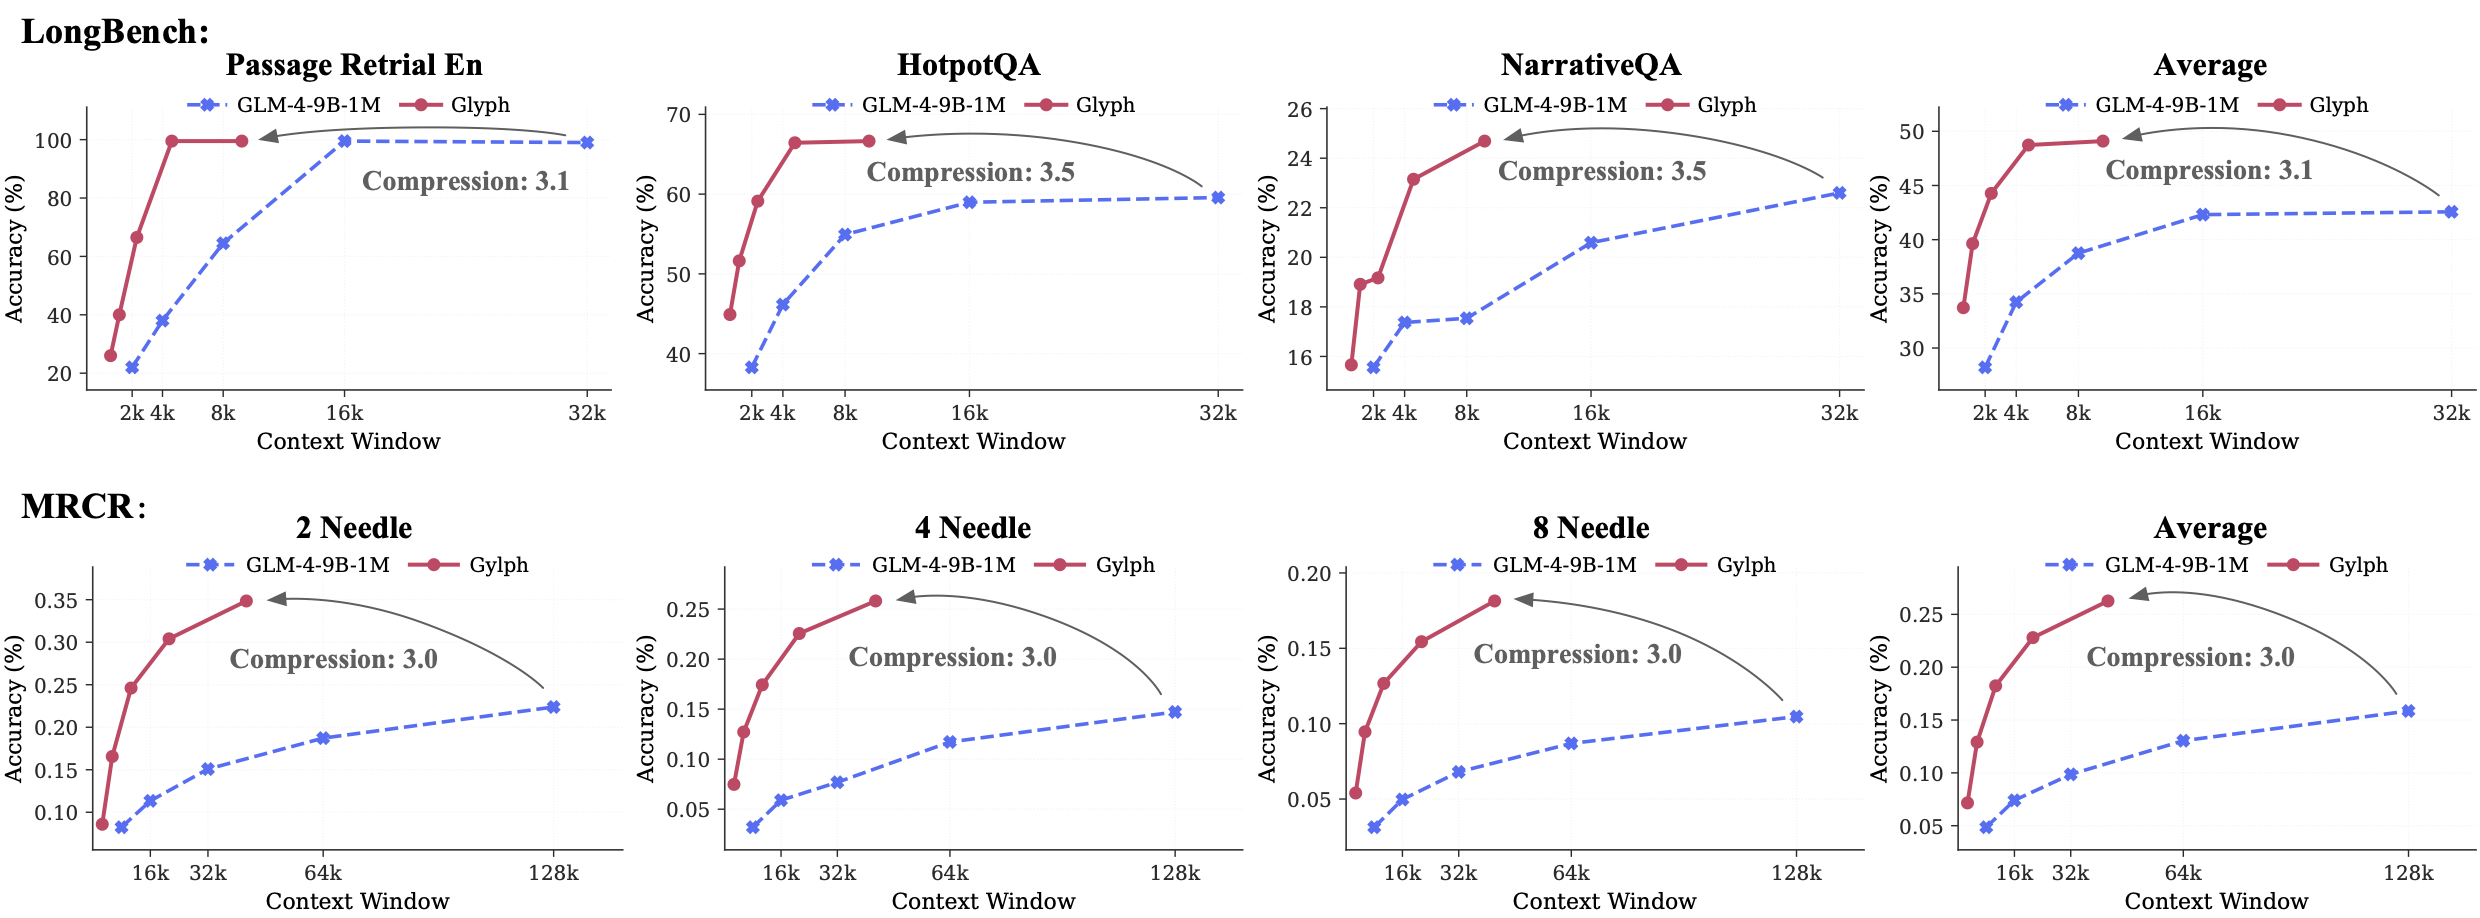 LongBench:
Passage Retrial En
GLM-4-9B-1M Glyph
Compression: 3.1
Accuracy (%)
100
80
60
40
20
2k 4k 8k 16k 32k
Context Window
HotpotQA
GLM-4-9B-1M Glyph
Compression: 3.5
Accuracy (%)
70
60
50
40
2k 4k 8k 16k 32k
Context Window
NarrativeQA
GLM-4-9B-1M Glyph
Compression: 3.5
Accuracy (%)
26
24
22
20
18
16
2k 4k 8k 16k 32k
Context Window
Average
GLM-4-9B-1M Glyph
Compression: 3.1
Accuracy (%)
50
45
40
35
30
2k 4k 8k 16k 32k
Context Window
MRCR:
2 Needle
GLM-4-9B-1M Gylph
Compression: 3.0
Accuracy (%)
0.35
0.30
0.25
0.20
0.15
0.10
16k 32k 64k 128k
Context Window
4 Needle
GLM-4-9B-1M Gylph
Compression: 3.0
Accuracy (%)
0.25
0.20
0.15
0.10
0.05
16k 32k 64k 128k
Context Window
8 Needle
GLM-4-9B-1M Gylph
Compression: 3.0
Accuracy (%)
0.20
0.15
0.10
0.05
16k 32k 64k 128k
Context Window
Average
GLM-4-9B-1M Gylph
Compression: 3.0
Accuracy (%)
0.25
0.20
0.15
0.10
0.05
16k 32k 64k 128k
Context Window